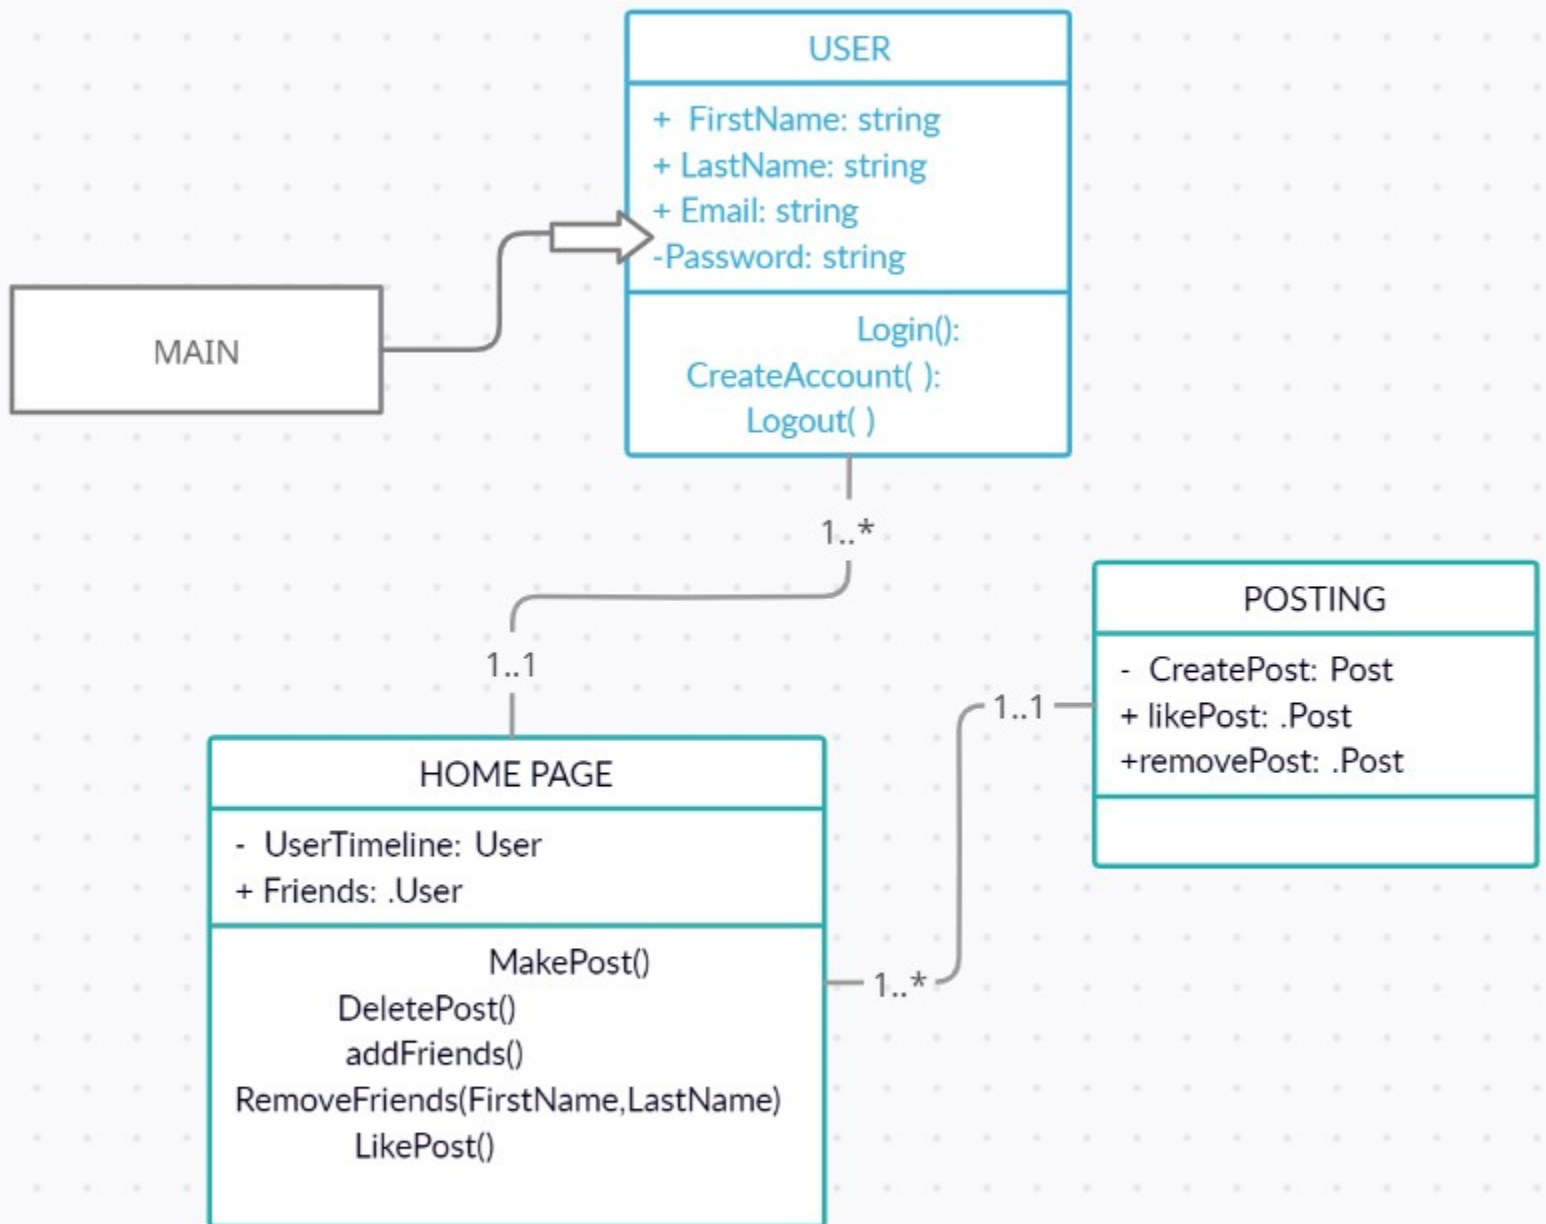 USER
+ FirstName: string
+ LastName: string
+ Email: string
-Password: string
Login():
CreateAccount( ):
Logout( )
MAIN
1..*
1..1
POSTING
- CreatePost: Post
+ likePost: .Post
+removePost: .Post
1..1
HOME PAGE
- UserTimeline: User
+ Friends: .User
MakePost()
DeletePost()
addFriends()
RemoveFriends(FirstName,LastName)
LikePost()
1..*